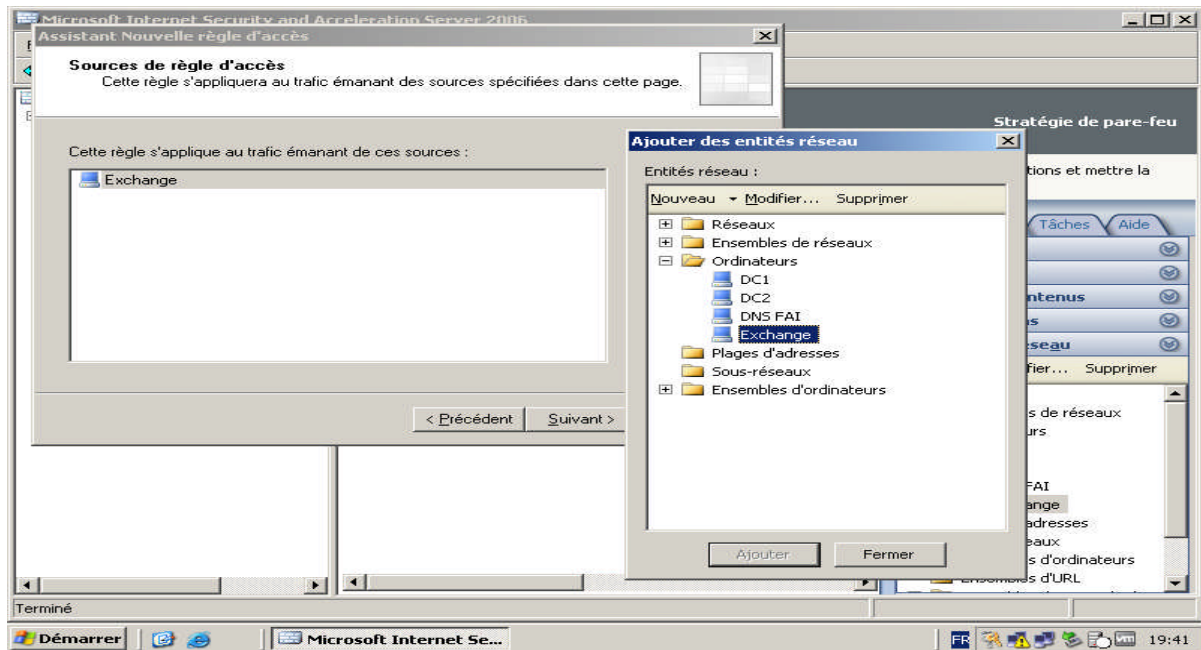 Microsoft Internet Security and Acceleration Server 2006
Assistant Nouvelle règle d'accès
Sources de règle d'accès
Cette règle s'appliquera au trafic émanant des sources spécifiées dans cette page.
Cette règle s'applique au trafic émanant de ces sources :
Exchange
< Précédent
Suivant >
Ajouter des entités réseau
Entités réseau :
Nouveau
Modifier...
Supprimer
Réseaux
Ensembles de réseaux
Ordinateurs
DC1
DC2
DNS FAI
Exchange
Plages d'adresses
Sous-réseaux
Ensembles d'ordinateurs
Ajouter
Fermer
Stratégie de pare-feu
tions et mettre la
Tâches
Aide
ntenus
seau
fier...
Supprimer
s de réseaux
urs
FAI
ange
adresses
eaux
s d'ordinateurs
Ensembles d'URL
Terminé
Démarrer
Microsoft Internet Se...
FR
19:41